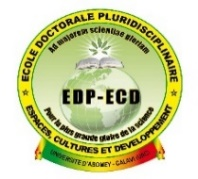 ECOLE DOCTORALE PLURIDISCIPLINAIRE
Ad majorem scientiae gloriam
EDP-ECD
Pour la plus grande gloire de la science
ESPACES, CULTURES ET DEVELOPPEMENT
UNIVERSITE D'ABOMEY - CALAVI